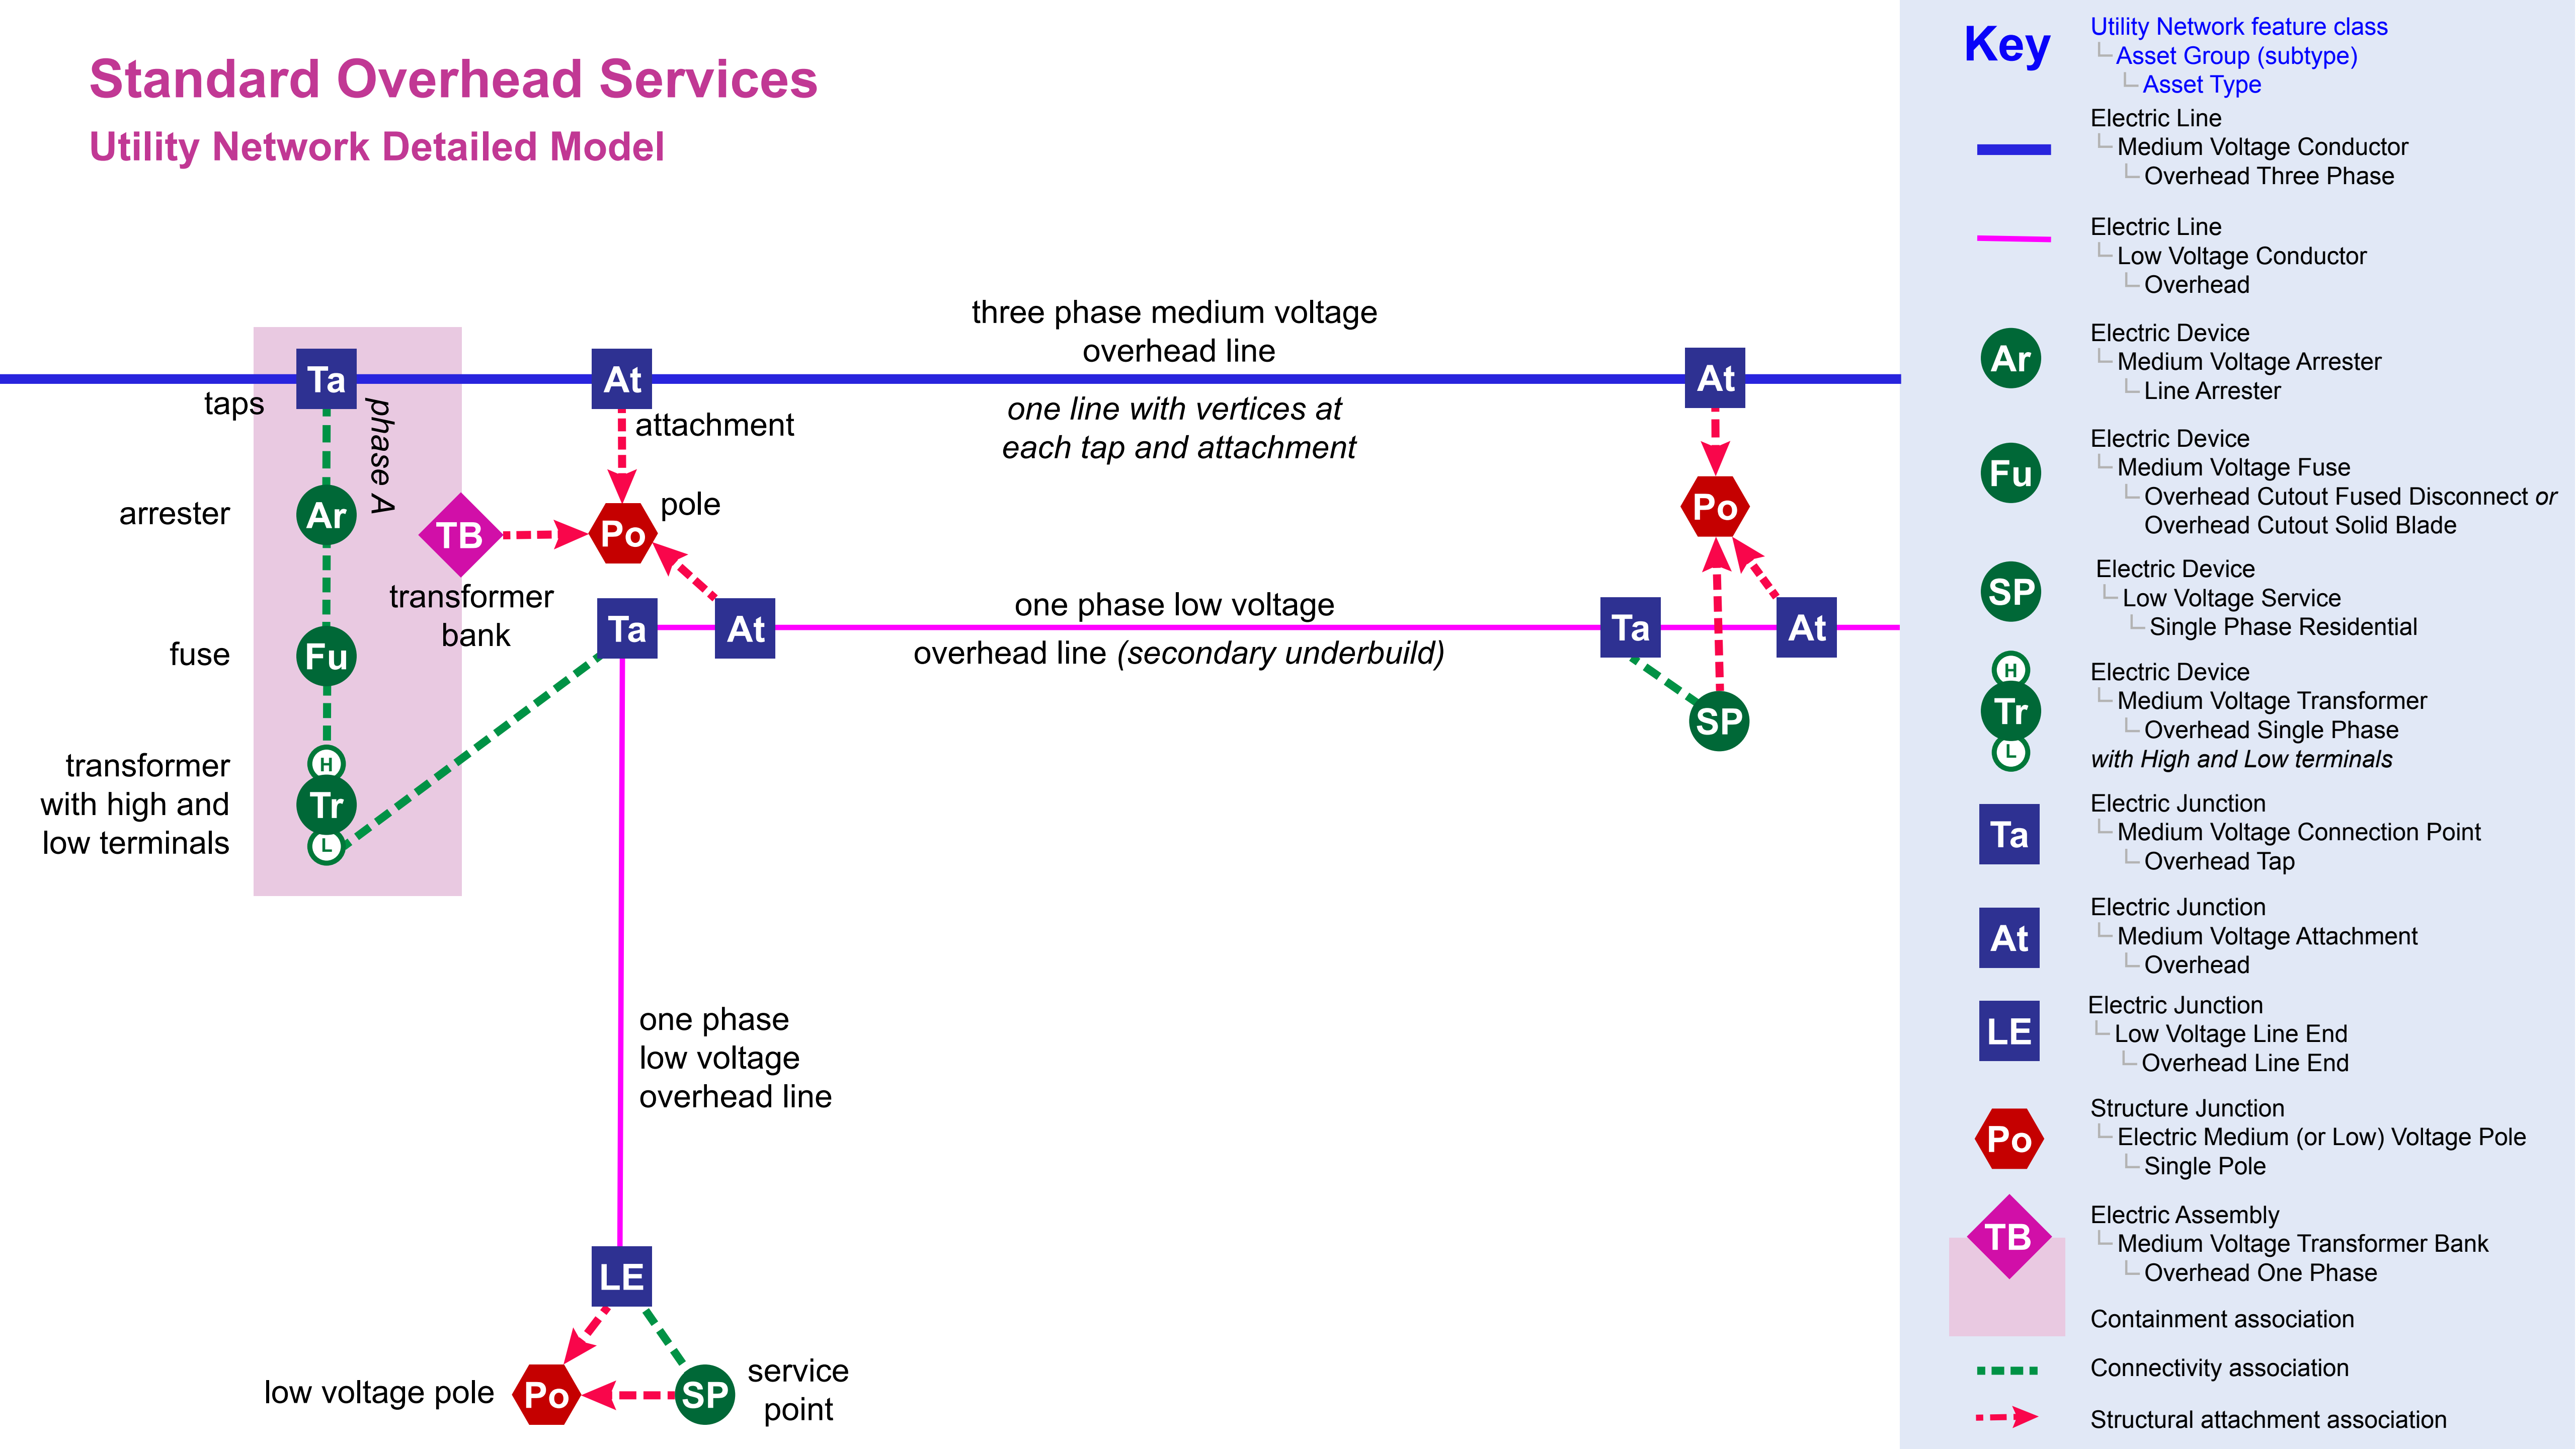 Standard Overhead Services
Utility Network Detailed Model
three phase medium voltage
overhead line
one line with vertices at
each tap and attachment
Ta
At
At
taps
phase A
attachment
arrester
Ar
TB
transformer
bank
Po
pole
Po
fuse
Fu
Ta
At
one phase low voltage
overhead line (secondary underbuild)
Ta
At
SP
transformer
with high and
low terminals
H
Tr
L
one phase
low voltage
overhead line
LE
low voltage pole
Po
SP
service
point
Key
Utility Network feature class
Asset Group (subtype)
Asset Type
Electric Line
Medium Voltage Conductor
Overhead Three Phase
Electric Line
Low Voltage Conductor
Overhead
Ar
Electric Device
Medium Voltage Arrester
Line Arrester
Fu
Electric Device
Medium Voltage Fuse
Overhead Cutout Fused Disconnect or
Overhead Cutout Solid Blade
SP
Electric Device
Low Voltage Service
Single Phase Residential
H
Tr
L
Electric Device
Medium Voltage Transformer
Overhead Single Phase
with High and Low terminals
Ta
Electric Junction
Medium Voltage Connection Point
Overhead Tap
At
Electric Junction
Medium Voltage Attachment
Overhead
LE
Electric Junction
Low Voltage Line End
Overhead Line End
Po
Structure Junction
Electric Medium (or Low) Voltage Pole
Single Pole
TB
Electric Assembly
Medium Voltage Transformer Bank
Overhead One Phase
Containment association
Connectivity association
Structural attachment association